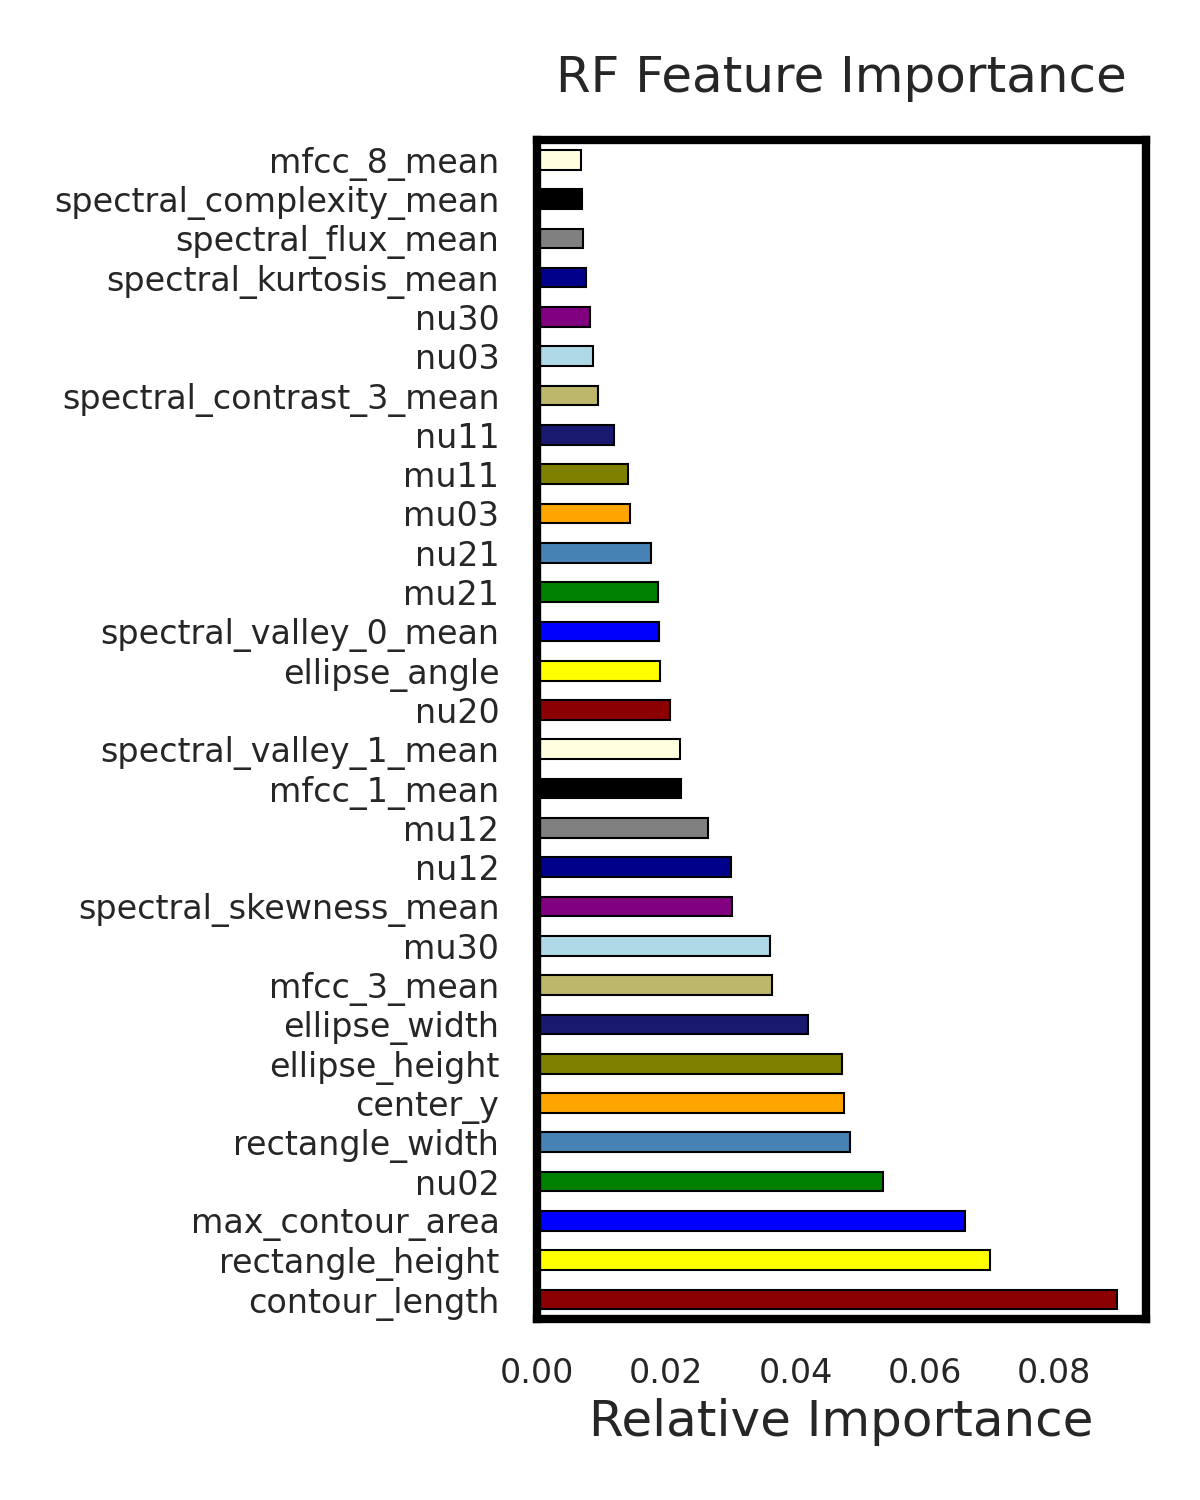 RF Feature Importance
mfcc_8_mean
spectral_complexity_mean
spectral_flux_mean
spectral_kurtosis_mean
nu30
nu03
spectral_contrast_3_mean
nu11
mu11
mu03
nu21
mu21
spectral_valley_0_mean
ellipse_angle
nu20
spectral_valley_1_mean
mfcc_1_mean
mu12
nu12
spectral_skewness_mean
mu30
mfcc_3_mean
ellipse_width
ellipse_height
center_y
rectangle_width
nu02
max_contour_area
rectangle_height
contour_length
0.00 0.02 0.04 0.06 0.08
Relative Importance